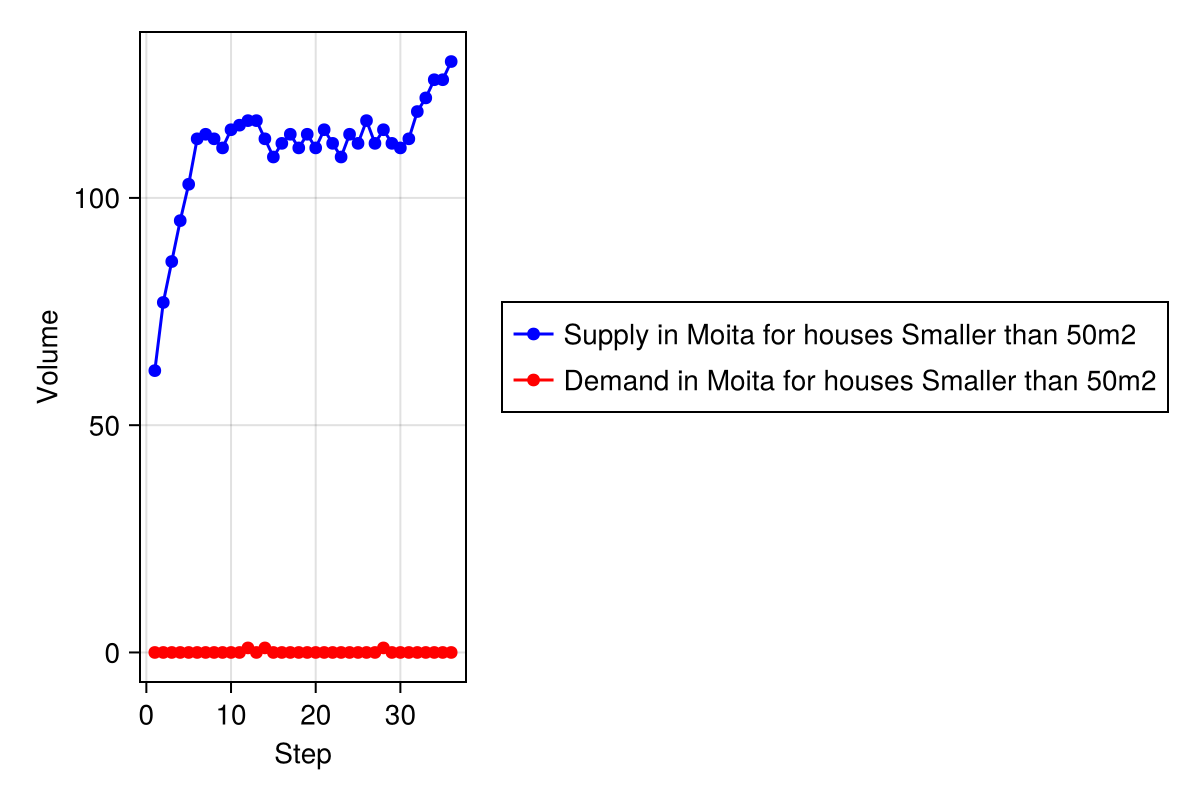 100
50
0
Volume
0 10 20 30
Step
Supply in Moita for houses Smaller than 50m2
Demand in Moita for houses Smaller than 50m2